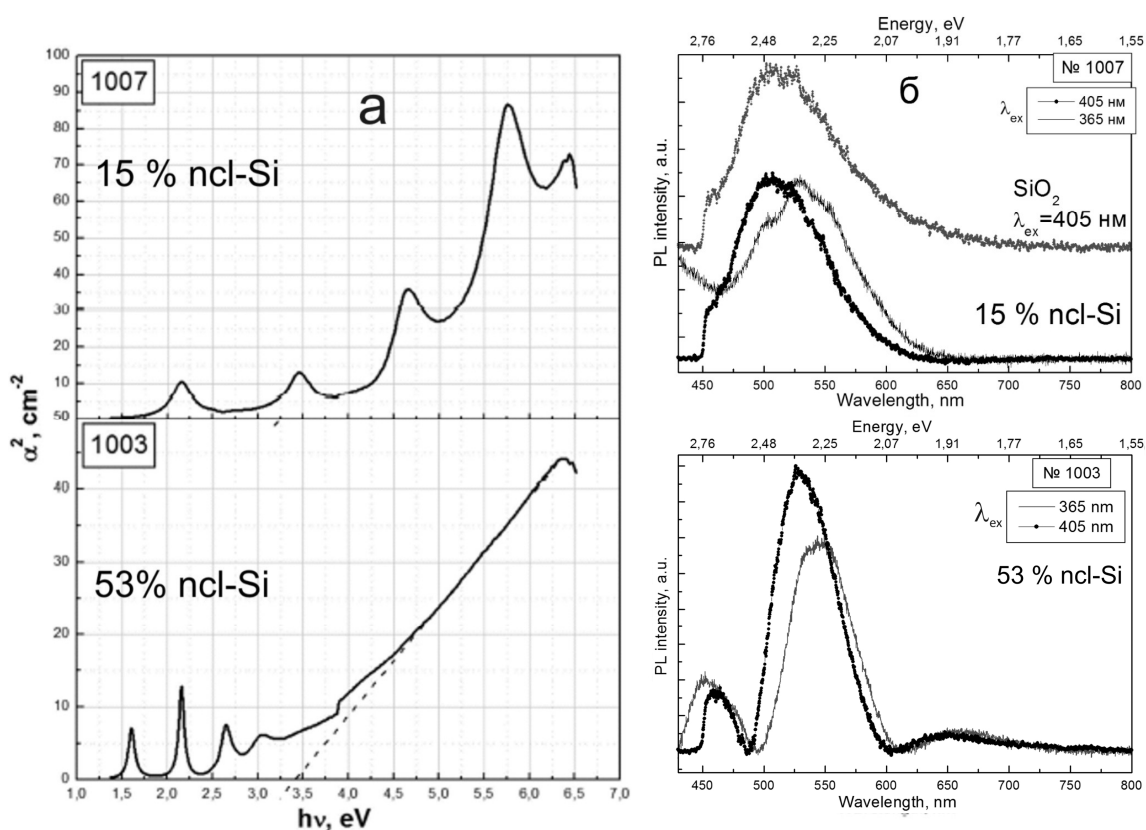 100
90
80
70
60
50
40
30
20
10
50
40
30
20
10
0
1007
а
15 % ncl-Si
1003
53% ncl-Si
α², cm⁻²
1,0 1,5 2,0 2,5 3,0 3,5 4,0 4,5 5,0 5,5 6,0 6,5 7,0
hν, eV
Energy, eV
2,76 2,48 2,25 2,07 1,91 1,77 1,65 1,55
б
№ 1007
λex
405 нм
365 нм
SiO₂
λex=405 нм
15 % ncl-Si
PL intensity, a.u.
450 500 550 600 650 700 750 800
Wavelength, nm
Energy, eV
2,76 2,48 2,25 2,07 1,91 1,77 1,65 1,55
№ 1003
λex
365 nm
405 nm
53 % ncl-Si
PL intensity, a.u.
450 500 550 600 650 700 750 800
Wavelength, nm